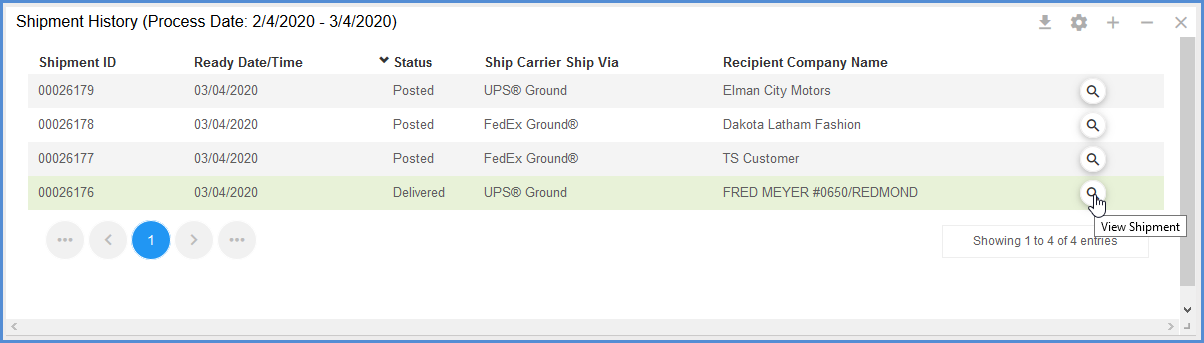 Shipment History (Process Date: 2/4/2020 - 3/4/2020)
Shipment ID Ready Date/Time Status Ship Carrier Ship Via Recipient Company Name
00026179 03/04/2020 Posted UPS® Ground Elman City Motors
00026178 03/04/2020 Posted FedEx Ground® Dakota Latham Fashion
00026177 03/04/2020 Posted FedEx Ground® TS Customer
00026176 03/04/2020 Delivered UPS® Ground FRED MEYER #0650/REDMOND
View Shipment
... 1 ...
Showing 1 to 4 of 4 entries